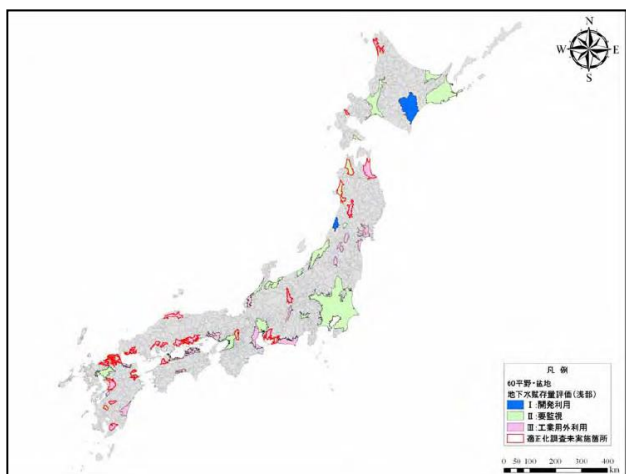 N
W E
S
凡 例
60平野・盆地
地下水賦存量評価(浅部)
Ⅰ:開発利用
Ⅱ:要監視
Ⅲ:工業用外利用
適正化調査未実施箇所
0 50 100 200 300 400
km